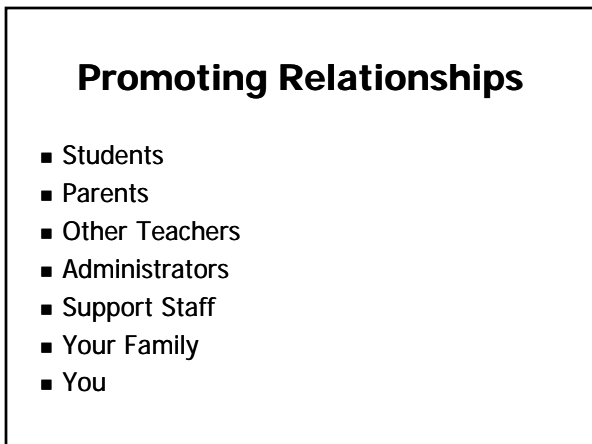 Promoting Relationships
■ Students
■ Parents
■ Other Teachers
■ Administrators
■ Support Staff
■ Your Family
■ You